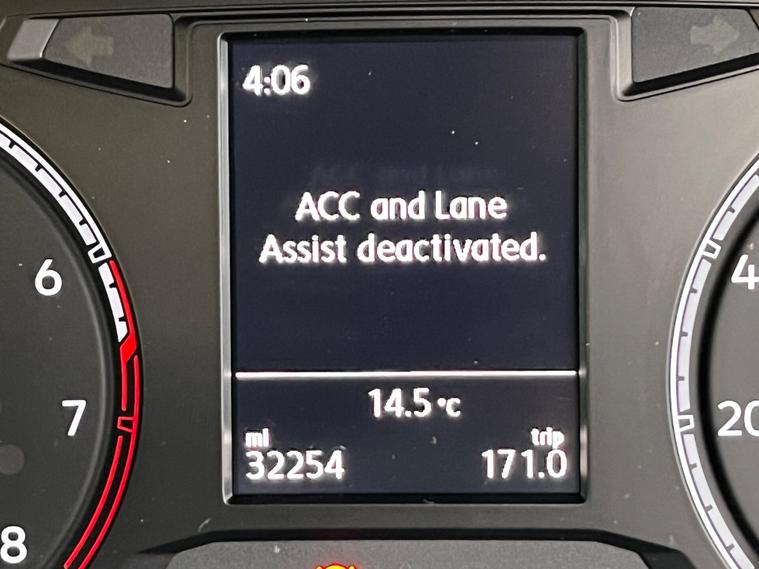 4:06
ACC and Lane
Assist deactivated.
14.5 °C
mi trip
32254 171.0
6
7
8
4
20